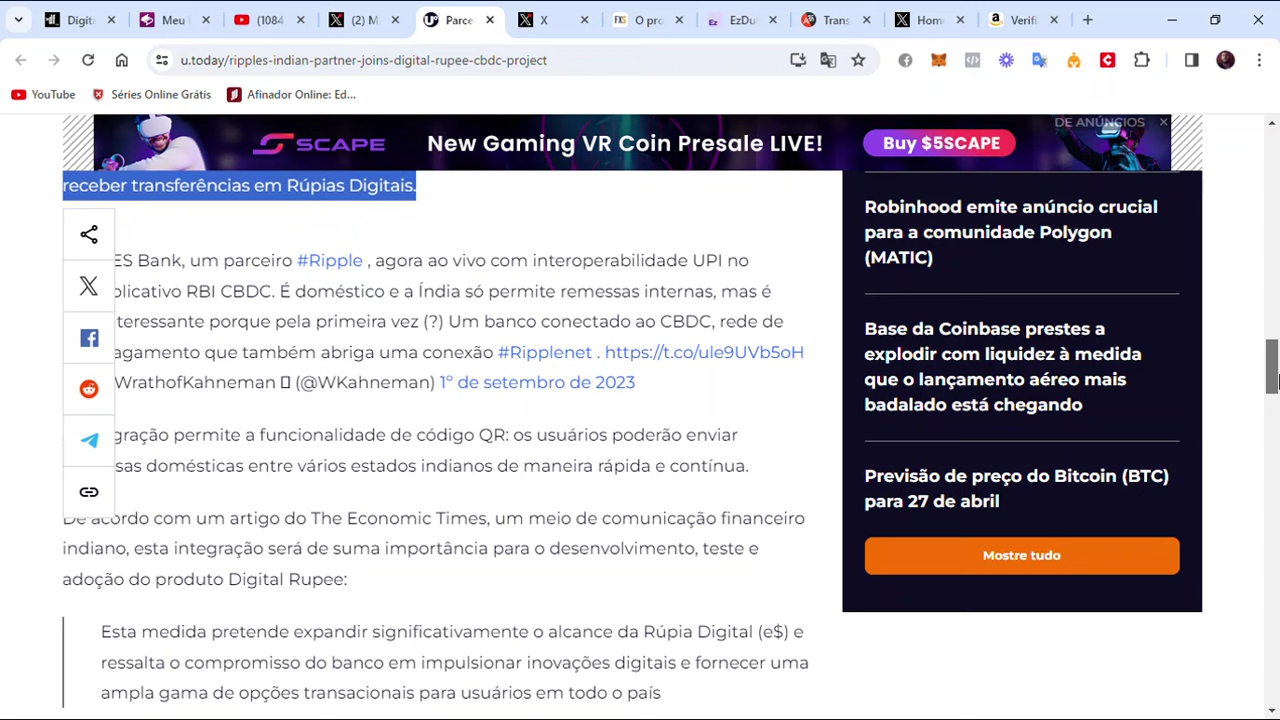 Digita
Meu
(1084
(2) M
Parce
X
O pro
EzDu
Trans
Home
Verifi
u.today/ripples-indian-partner-joins-digital-rupee-cbdc-project
YouTube
Séries Online Grátis
Afinador Online: Ed...
DE ANÚNCIOS
SCAPE
New Gaming VR Coin Presale LIVE!
Buy $5SCAPE
receber transferências em Rúpias Digitais.
ES Bank, um parceiro #Ripple , agora ao vivo com interoperabilidade UPI no
plicativo RBI CBDC. É doméstico e a Índia só permite remessas internas, mas é
teressante porque pela primeira vez (?) Um banco conectado ao CBDC, rede de
agamento que também abriga uma conexão #Ripplenet . https://t.co/ule9UVb5oH
WrathofKahneman (@WKahneman) 1º de setembro de 2023
gração permite a funcionalidade de código QR: os usuários poderão enviar
sas domésticas entre vários estados indianos de maneira rápida e contínua.
De acordo com um artigo do The Economic Times, um meio de comunicação financeiro
indiano, esta integração será de suma importância para o desenvolvimento, teste e
adoção do produto Digital Rupee:
Esta medida pretende expandir significativamente o alcance da Rúpia Digital (e$) e
ressalta o compromisso do banco em impulsionar inovações digitais e fornecer uma
ampla gama de opções transacionais para usuários em todo o país
Robinhood emite anúncio crucial
para a comunidade Polygon
(MATIC)
Base da Coinbase prestes a
explodir com liquidez à medida
que o lançamento aéreo mais
badalado está chegando
Previsão de preço do Bitcoin (BTC)
para 27 de abril
Mostre tudo